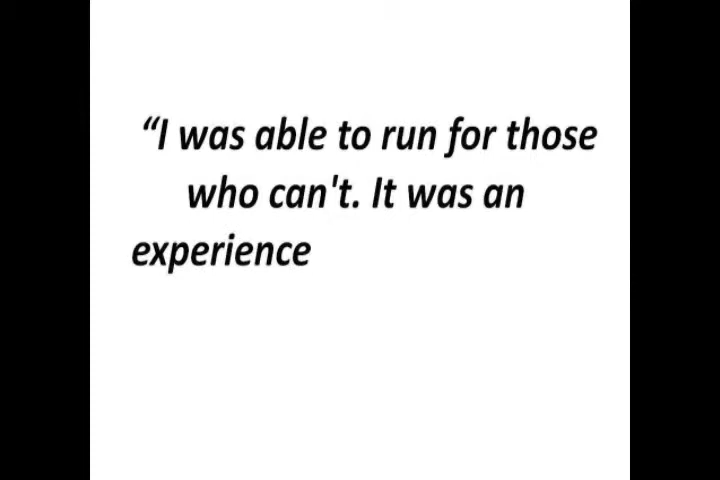 “I was able to run for those
who can't. It was an
experience